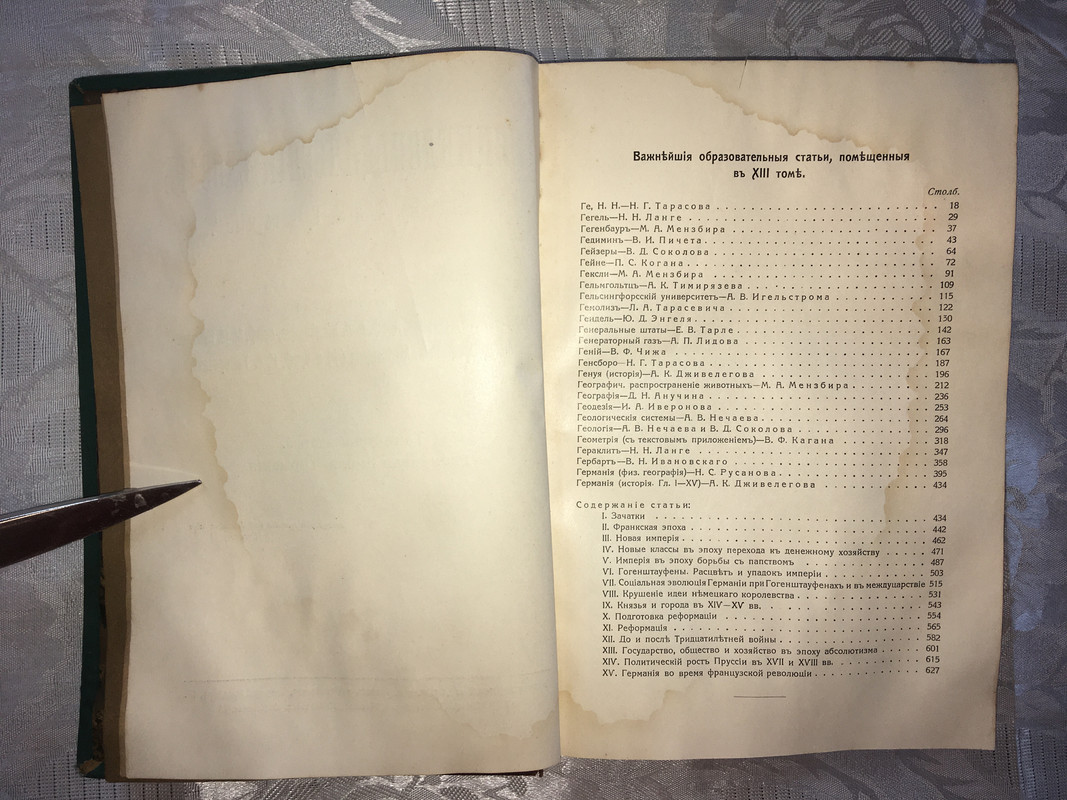 Важнѣйшія образовательныя статьи, помѣщенныя
въ XIII томѣ.
Столб.
Ге, Н. Н.—Н. Г. Тарасова . . . . . . . . . . . . . . . . . . . . . 18
Гегель—Н. Н. Ланге . . . . . . . . . . . . . . . . . . . . . 29
Гегенбауръ—М. А. Мензбира . . . . . . . . . . . . . . . . . . 37
Гедиминъ—В. И. Пичета . . . . . . . . . . . . . . . . . . . . 43
Гейзеры—В. Д. Соколова . . . . . . . . . . . . . . . . . . . . 64
Гейне—П. С. Когана . . . . . . . . . . . . . . . . . . . . . 72
Гексли—М. А. Мензбира . . . . . . . . . . . . . . . . . . . . 91
Гельмгольтцъ—А. К. Тимирязева . . . . . . . . . . . . . . . . 109
Гельсингфорсскій университетъ—А. В. Игельстрома . . . . . . . . . 115
Гемолизъ—Л. А. Тарасевича . . . . . . . . . . . . . . . . . . 122
Гендель—Ю. Д. Энгеля . . . . . . . . . . . . . . . . . . . . 130
Генеральные штаты—Е. В. Тарле . . . . . . . . . . . . . . . . . 142
Генераторный газъ—А. П. Лидова . . . . . . . . . . . . . . . . 163
Геній—В. Ф. Чижа . . . . . . . . . . . . . . . . . . . . . . 167
Генсборо—Н. Г. Тарасова . . . . . . . . . . . . . . . . . . . 187
Генуя (исторія)—А. К. Дживелегова . . . . . . . . . . . . . . . 196
Географич. распространеніе животныхъ—М. А. Мензбира . . . . . . . . 212
Географія—Д. Н. Анучина . . . . . . . . . . . . . . . . . . . 236
Геодезія—И. А. Иверонова . . . . . . . . . . . . . . . . . . . 253
Геологическія системы—А. В. Нечаева . . . . . . . . . . . . . . 264
Геологія—А. В. Нечаева и В. Д. Соколова . . . . . . . . . . . . . 296
Геометрія (съ текстовымъ приложеніемъ)—В. Ф. Кагана . . . . . . . . 318
Гераклитъ—Н. Н. Ланге . . . . . . . . . . . . . . . . . . . . 347
Гербартъ—В. Н. Ивановскаго . . . . . . . . . . . . . . . . . . 358
Германія (физ. географія)—Н. С. Русанова . . . . . . . . . . . . . 395
Германія (исторія. Гл. I—XV)—А. К. Дживелегова . . . . . . . . . . 434
Содержаніе статьи:
I. Зачатки . . . . . . . . . . . . . . . . . . . . . . 434
II. Франкская эпоха . . . . . . . . . . . . . . . . . . . 442
III. Новая имперія . . . . . . . . . . . . . . . . . . . . 462
IV. Новые классы въ эпоху перехода къ денежному хозяйству . . . . . 471
V. Имперія въ эпоху борьбы съ папствомъ . . . . . . . . . . . 487
VI. Гогенштауфены. Расцвѣтъ и упадокъ имперіи . . . . . . . . . 503
VII. Соціальная эволюція Германіи при Гогенштауфенахъ и въ междуцарствіе 515
VIII. Крушеніе идеи нѣмецкаго королевства . . . . . . . . . . . . 531
IX. Князья и города въ XIV—XV вв. . . . . . . . . . . . . . . 543
X. Подготовка реформаціи . . . . . . . . . . . . . . . . . 554
XI. Реформація . . . . . . . . . . . . . . . . . . . . . 565
XII. До и послѣ Тридцатилѣтней войны . . . . . . . . . . . . . 582
XIII. Государство, общество и хозяйство въ эпоху абсолютизма . . . . . 601
XIV. Политическій ростъ Пруссіи въ XVII и XVIII вв. . . . . . . . . 615
XV. Германія во время французской революціи . . . . . . . . . . 627